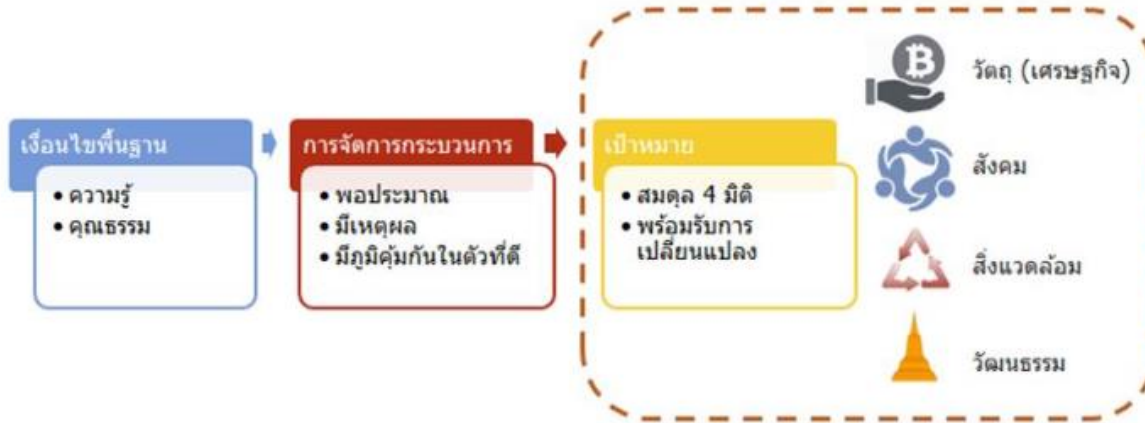 เงื่อนไขพื้นฐาน
• ความรู้
• คุณธรรม
การจัดการกระบวนการ
• พอประมาณ
• มีเหตุผล
• มีภูมิคุ้มกันในตัวที่ดี
เป้าหมาย
• สมดุล 4 มิติ
• พร้อมรับการ
เปลี่ยนแปลง
วัตถุ (เศรษฐกิจ)
สังคม
สิ่งแวดล้อม
วัฒนธรรม